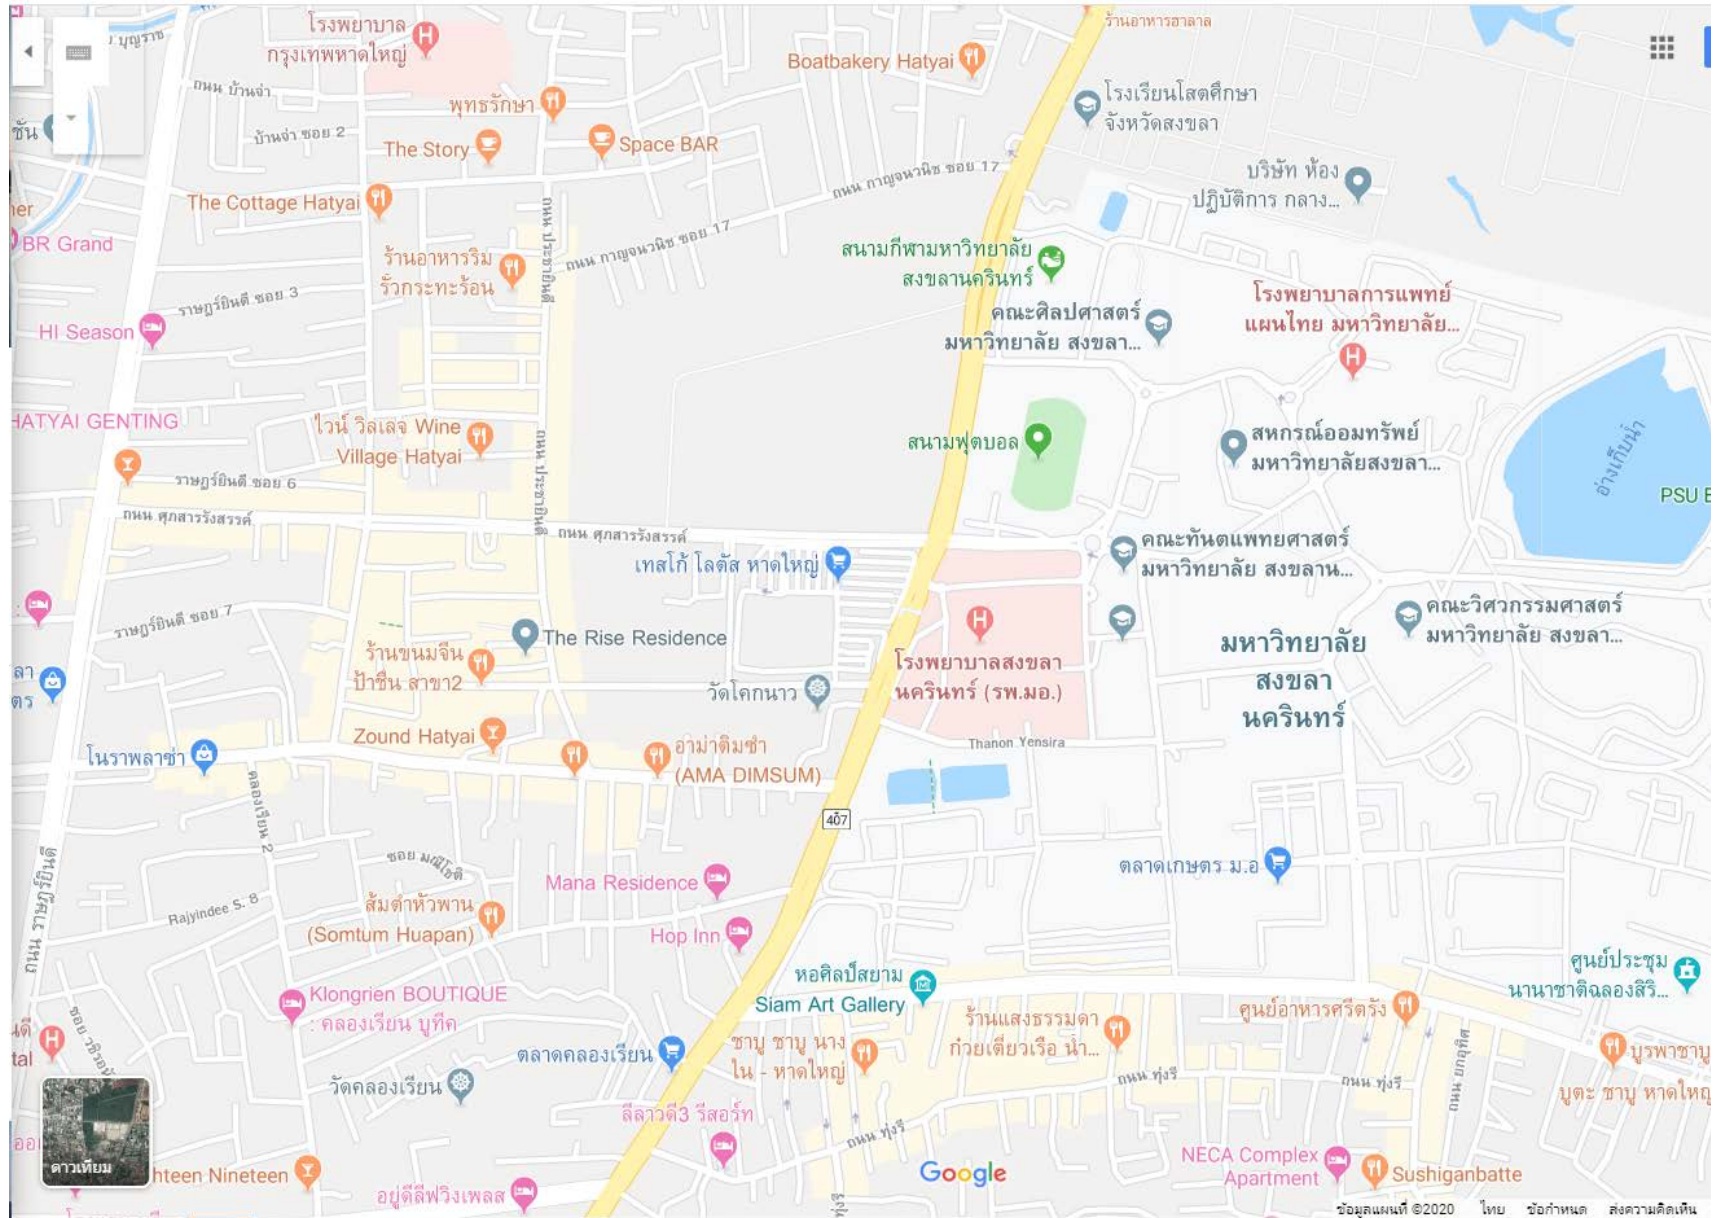 ร้านอาหารฮาลาล
โรงพยาบาล
กรุงเทพหาดใหญ่
Boatbakery Hatyai
ถนน บ้านจ่า
พุทธรักษา
โรงเรียนโสตศึกษา
จังหวัดสงขลา
ชั่น
บ้านจ่า ซอย 2
The Story
Space BAR
ถนน กาญจนวนิช ซอย 17
บริษัท ห้อง
ปฏิบัติการ กลาง...
The Cottage Hatyai
ner
BR Grand
ถนน ประชายินดี
ถนน กาญจนวนิช ซอย 17
สนามกีฬามหาวิทยาลัย
สงขลานครินทร์
ร้านอาหารริม
รั้วกระทะร้อน
ราษฎร์ยินดี ซอย 3
HI Season
คณะศิลปศาสตร์
มหาวิทยาลัย สงขลา...
โรงพยาบาลการแพทย์
แผนไทย มหาวิทยาลัย...
HATYAI GENTING
ไวน์ วิลเลจ Wine
Village Hatyai
ถนน ประชายินดี
สนามฟุตบอล
สหกรณ์ออมทรัพย์
มหาวิทยาลัยสงขลา...
อ่างเก็บน้ำ
PSU E
ราษฎร์ยินดี ซอย 6
ถนน ศุภสารรังสรรค์
ถนน ศุภสารรังสรรค์
เทสโก้ โลตัส หาดใหญ่
คณะทันตแพทยศาสตร์
มหาวิทยาลัย สงขลาน...
ราษฎร์ยินดี ซอย 7
The Rise Residence
คณะวิศวกรรมศาสตร์
มหาวิทยาลัย สงขลา...
มหาวิทยาลัย
สงขลา
นครินทร์
ร้านขนมจีน
ป้าชื่น สาขา2
โรงพยาบาลสงขลา
นครินทร์ (รพ.มอ.)
ลา
ตร
วัดโคกนาว
Zound Hatyai
Thanon Yensira
โนราพลาซ่า
อาม่าติมซำ
(AMA DIMSUM)
คลองเรียน 2
407
ซอย มณีโชติ
ตลาดเกษตร ม.อ
Mana Residence
Rajyindee S. 8
ส้มตำหัวพาน
(Somtum Huapan)
ถนน ราษฎร์ยินดี
Hop Inn
หอศิลป์สยาม
Siam Art Gallery
ศูนย์ประชุม
นานาชาติฉลองสิริ...
Klongrien BOUTIQUE
: คลองเรียน บูทีค
ศูนย์อาหารศรีตรัง
ร้านแสงธรรมดา
ก๋วยเตี๋ยวเรือ น้ำ...
tal
ตลาดคลองเรียน
ชาบู ชาบู นาง
ใน - หาดใหญ่
บูรพาชาบู
วัดคลองเรียน
ถนน ทุ่งรี
ถนน ทุ่งรี
ถนน ยกอุทิศ
บูตะ ชาบู หาดใหญ่
ลีลาวดี3 รีสอร์ท
ถนน ทุ่งรี
ดาวเทียม
NECA Complex
Apartment
Sushiganbatte
Google
hteen Nineteen
อยู่ดีลีฟวิ่งเพลส
ข้อมูลแผนที่ ©2020 ไทย ข้อกำหนด ส่งความคิดเห็น